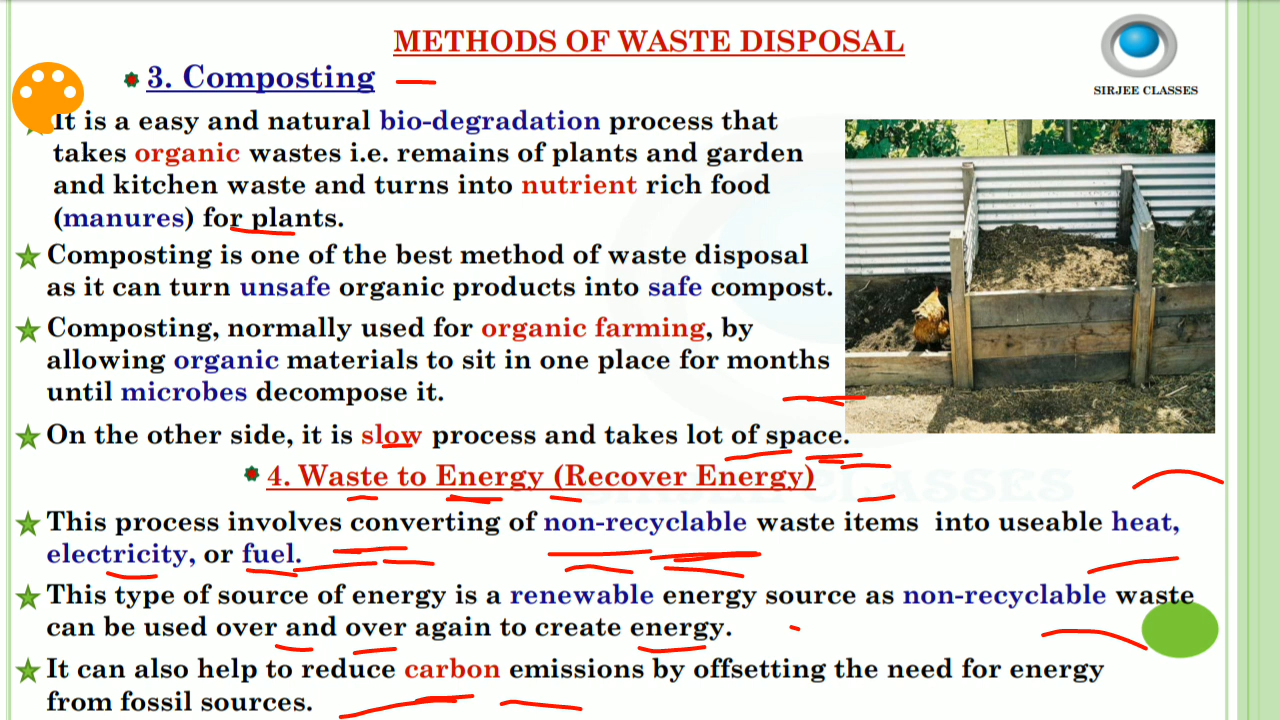 METHODS OF WASTE DISPOSAL
SIRJEE CLASSES
3. Composting
It is a easy and natural bio-degradation process that
takes organic wastes i.e. remains of plants and garden
and kitchen waste and turns into nutrient rich food
(manures) for plants.
Composting is one of the best method of waste disposal
as it can turn unsafe organic products into safe compost.
Composting, normally used for organic farming, by
allowing organic materials to sit in one place for months
until microbes decompose it.
On the other side, it is slow process and takes lot of space.
4. Waste to Energy (Recover Energy)
This process involves converting of non-recyclable waste items into useable heat,
electricity, or fuel.
This type of source of energy is a renewable energy source as non-recyclable waste
can be used over and over again to create energy.
It can also help to reduce carbon emissions by offsetting the need for energy
from fossil sources.